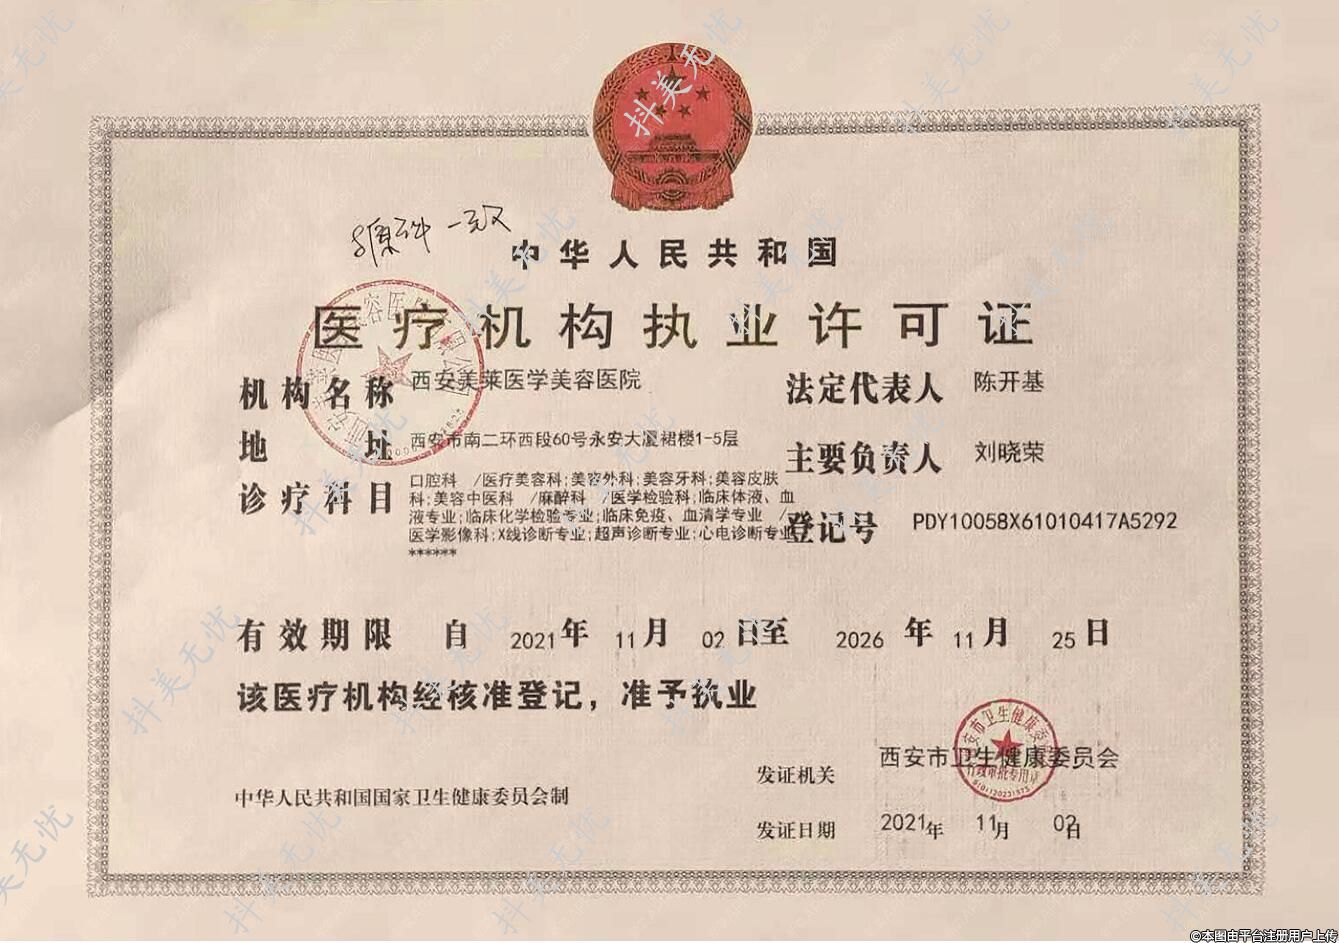 与原件一致
中华人民共和国
医疗机构执业许可证
机构名称 西安美莱医学美容医院
法定代表人 陈开基
地址 西安市南二环西段60号永安大厦裙楼1-5层
主要负责人 刘晓荣
诊疗科目 口腔科 /医疗美容科;美容外科;美容牙科;美容皮肤
科;美容中医科 /麻醉科 /医学检验科;临床体液、血
液专业;临床化学检验专业;临床免疫、血清学专业 /
医学影像科;X线诊断专业;超声诊断专业;心电诊断专业
******
登记号 PDY10058X61010417A5292
有效期限 自 2021年 11月 02日至 2026年 11月 25日
该医疗机构经核准登记，准予执业
发证机关 西安市卫生健康委员会
中华人民共和国国家卫生健康委员会制
发证日期 2021年 11月 02日
抖美无忧
©本图由平台注册用户上传